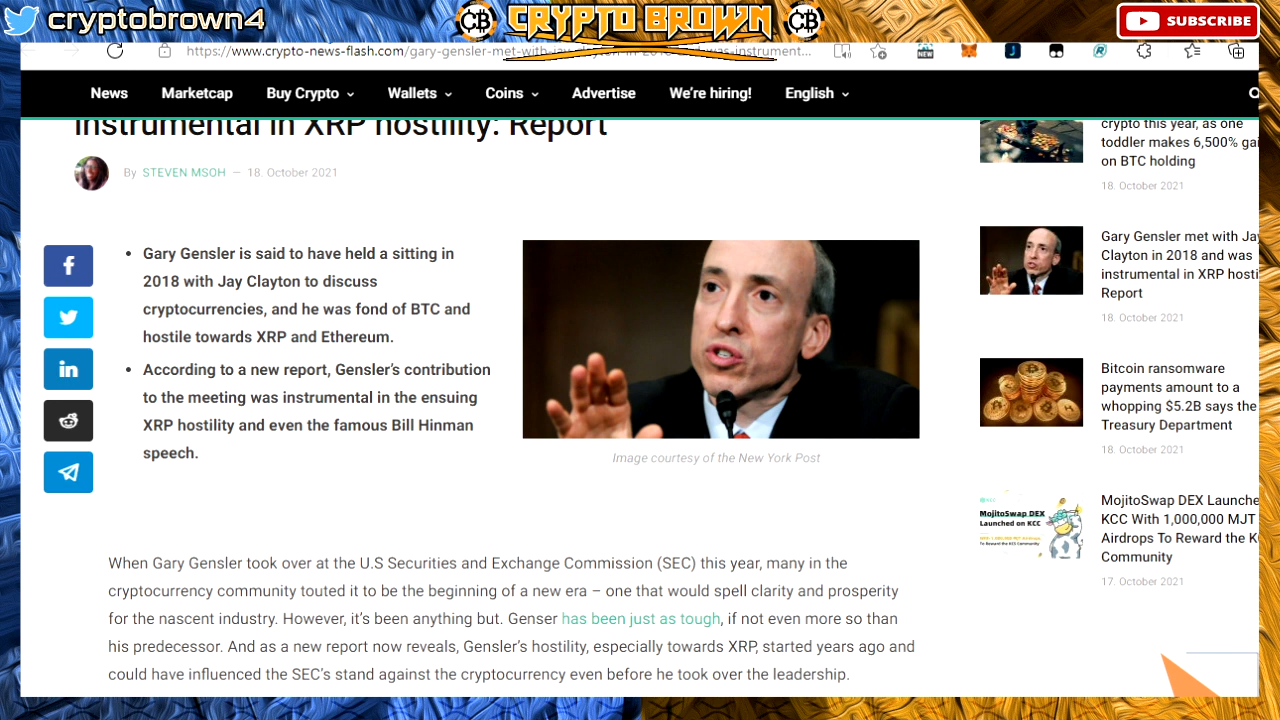 cryptobrown4
CB
CRYPTO BROWN
CB
SUBSCRIBE
https://www.crypto-news-flash.com/gary-gensler-met-with-jay-clayton-in-2018-and-was-instrument...
NEW
News
Marketcap
Buy Crypto
Wallets
Coins
Advertise
We're hiring!
English
instrumental in XRP hostility: Report
By STEVEN MSOH — 18. October 2021
• Gary Gensler is said to have held a sitting in
2018 with Jay Clayton to discuss
cryptocurrencies, and he was fond of BTC and
hostile towards XRP and Ethereum.
• According to a new report, Gensler’s contribution
to the meeting was instrumental in the ensuing
XRP hostility and even the famous Bill Hinman
speech.
Image courtesy of the New York Post
When Gary Gensler took over at the U.S Securities and Exchange Commission (SEC) this year, many in the
cryptocurrency community touted it to be the beginning of a new era – one that would spell clarity and prosperity
for the nascent industry. However, it’s been anything but. Genser has been just as tough, if not even more so than
his predecessor. And as a new report now reveals, Gensler’s hostility, especially towards XRP, started years ago and
could have influenced the SEC’s stand against the cryptocurrency even before he took over the leadership.
crypto this year, as one
toddler makes 6,500% gai
on BTC holding
18. October 2021
Gary Gensler met with Jay
Clayton in 2018 and was
instrumental in XRP hosti
Report
18. October 2021
Bitcoin ransomware
payments amount to a
whopping $5.2B says the
Treasury Department
18. October 2021
MojitoSwap DEX
Launched on KCC
MojitoSwap DEX Launche
KCC With 1,000,000 MJT
Airdrops To Reward the K
Community
17. October 2021